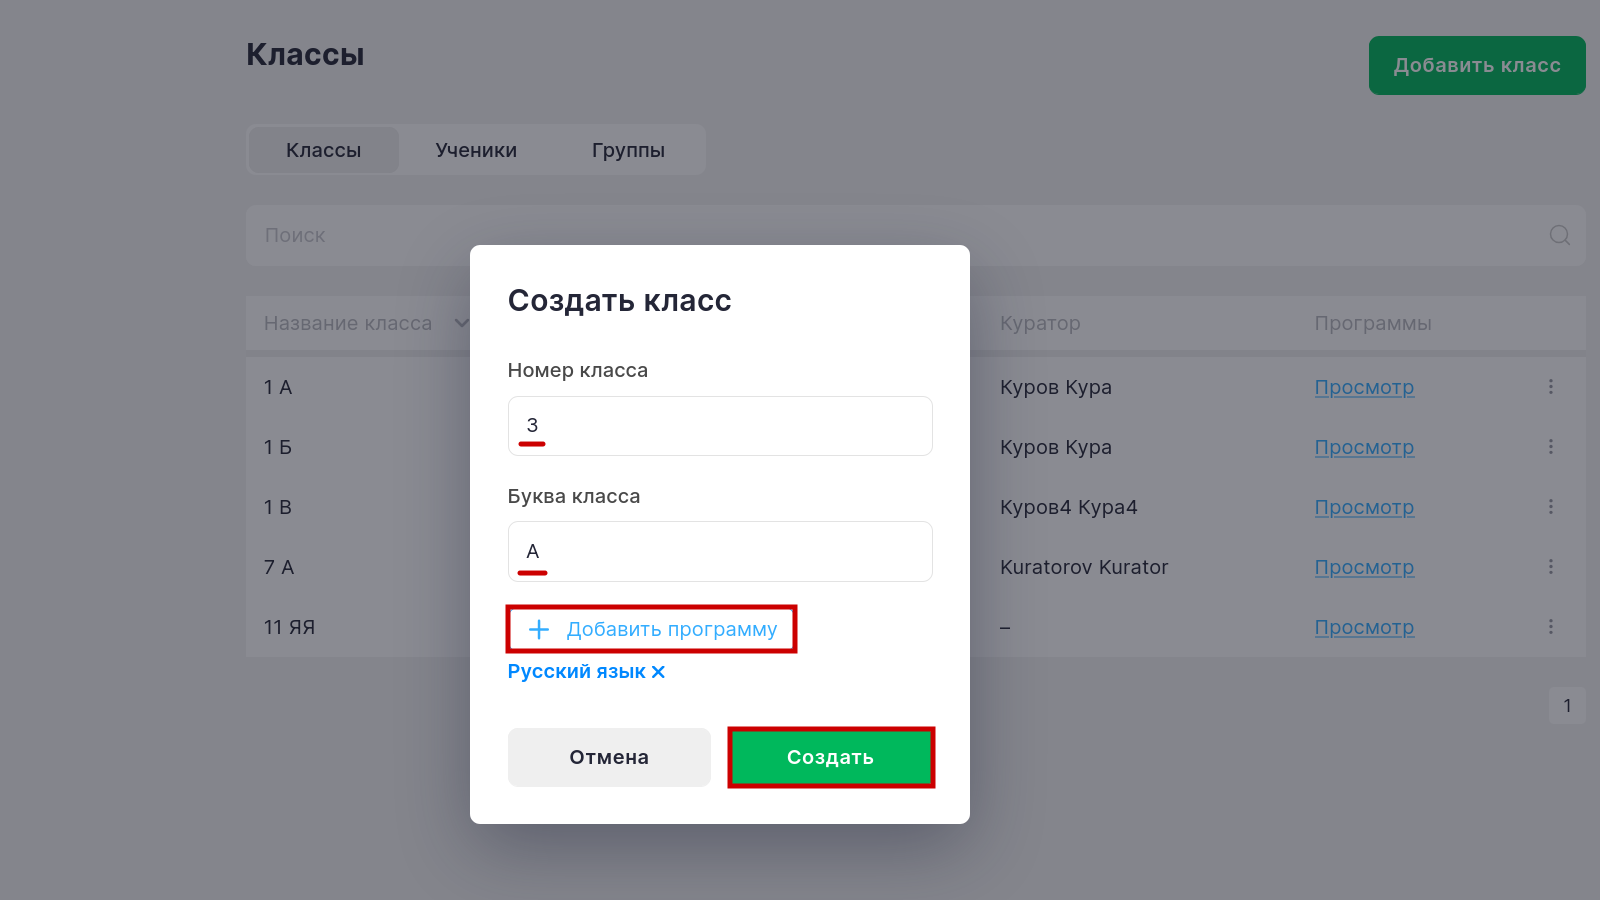 Классы
Добавить класс
Классы Ученики Группы
Поиск
Название класса Куратор Программы
1 А Куров Кура Просмотр
1 Б Куров Кура Просмотр
1 В Куров4 Кура4 Просмотр
7 А Kuratorov Kurator Просмотр
11 ЯЯ – Просмотр
1
Создать класс
Номер класса
3
Буква класса
А
+ Добавить программу
Русский язык ×
Отмена Создать